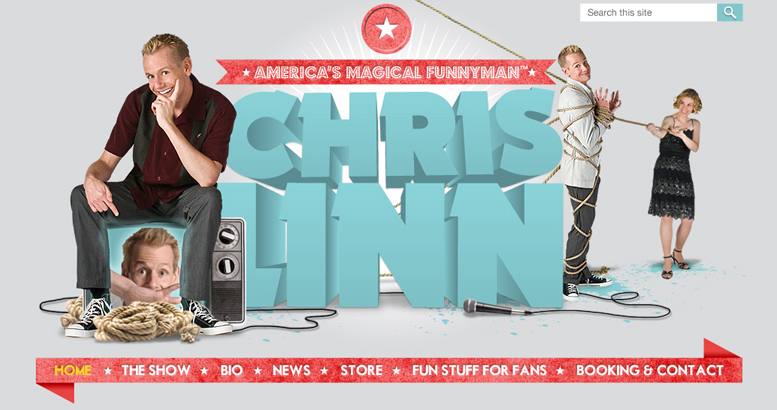 Search this site
AMERICA'S MAGICAL FUNNYMAN™
CHRIS
LINN
HOME ★ THE SHOW ★ BIO ★ NEWS ★ STORE ★ FUN STUFF FOR FANS ★ BOOKING & CONTACT